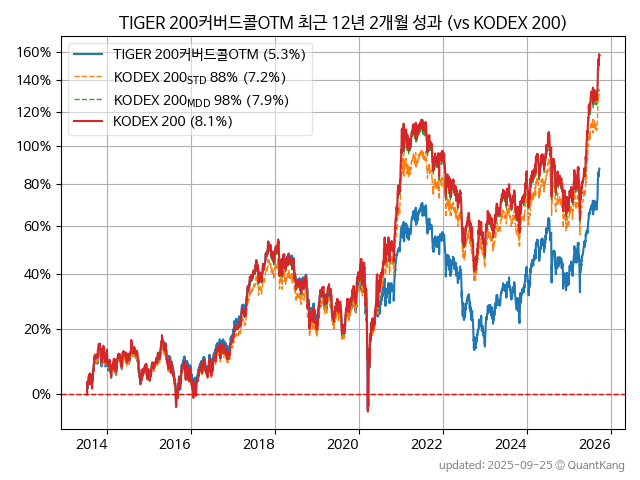 TIGER 200커버드콜OTM 최근 12년 2개월 성과 (vs KODEX 200)
160%
140%
120%
100%
80%
60%
40%
20%
0%
TIGER 200커버드콜OTM (5.3%)
KODEX 200STD 88% (7.2%)
KODEX 200MDD 98% (7.9%)
KODEX 200 (8.1%)
2014 2016 2018 2020 2022 2024 2026
updated: 2025-09-25 © QuantKang